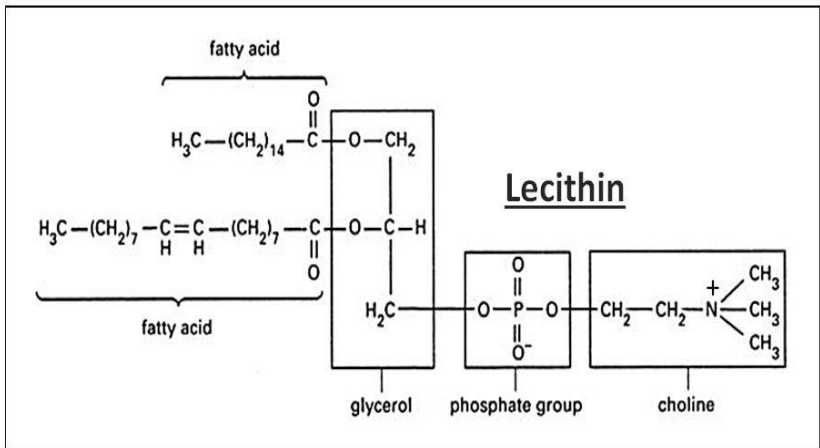 fatty acid
O
||
H₃C—(CH₂)₁₄—C—O—CH₂
Lecithin
H₃C—(CH₂)₇—C=C—(CH₂)₇—C—O—C—H
H H
||
O
fatty acid
O
||
H₂C—O—P—O—CH₂—CH₂—N⁺—CH₃
CH₃
CH₃
||
O⁻
glycerol phosphate group choline